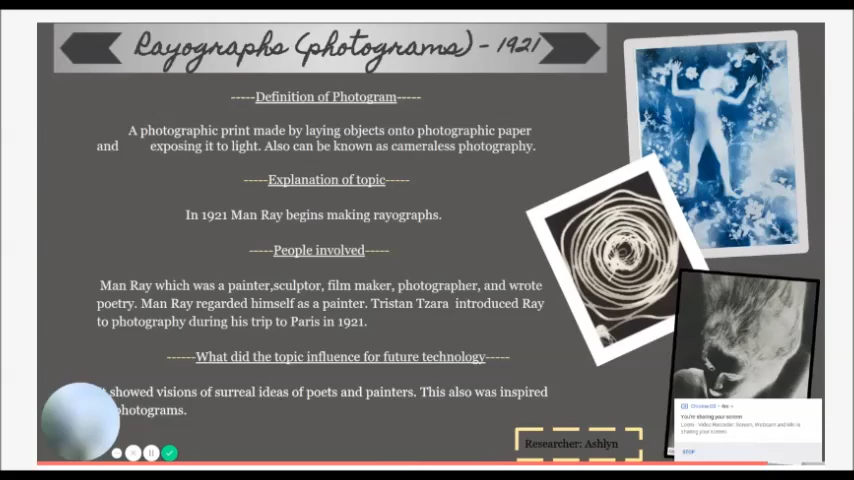 Rayographs (photograms) - 1921
-----Definition of Photogram-----
A photographic print made by laying objects onto photographic paper
and exposing it to light. Also can be known as cameraless photography.
-----Explanation of topic-----
In 1921 Man Ray begins making rayographs.
-----People involved-----
Man Ray which was a painter,sculptor, film maker, photographer, and wrote
poetry. Man Ray regarded himself as a painter. Tristan Tzara introduced Ray
to photography during his trip to Paris in 1921.
------What did the topic influence for future technology-----
showed visions of surreal ideas of poets and painters. This also was inspired
photograms.
Researcher: Ashlyn
You're sharing your screen
sharing your screen
STOP